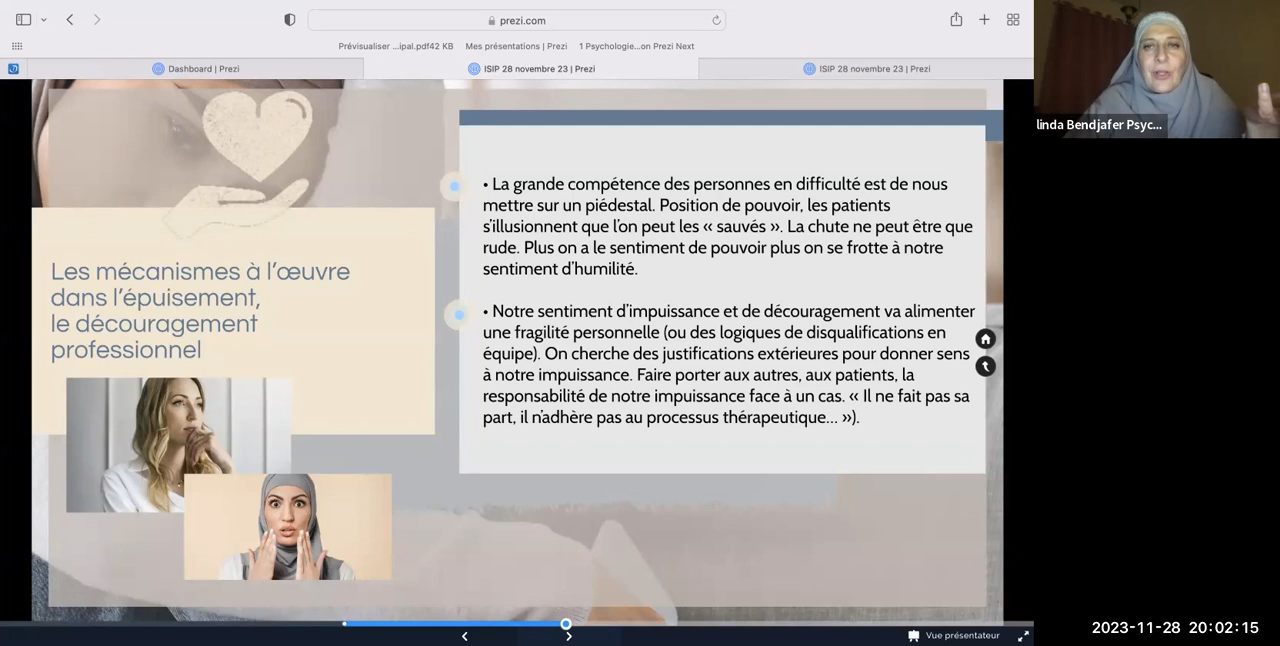 prezi.com
Prévisualiser ...ipal.pdf42 KB
Mes présentations | Prezi
1 Psychologie...on Prezi Next
Dashboard | Prezi
ISIP 28 novembre 23 | Prezi
ISIP 28 novembre 23 | Prezi
linda Bendjafer Psyc...
Les mécanismes à l'œuvre
dans l'épuisement,
le découragement
professionnel
• La grande compétence des personnes en difficulté est de nous
mettre sur un piédestal. Position de pouvoir, les patients
s'illusionnent que l'on peut les « sauvés ». La chute ne peut être que
rude. Plus on a le sentiment de pouvoir plus on se frotte à notre
sentiment d'humilité.
• Notre sentiment d'impuissance et de découragement va alimenter
une fragilité personnelle (ou des logiques de disqualifications en
équipe). On cherche des justifications extérieures pour donner sens
à notre impuissance. Faire porter aux autres, aux patients, la
responsabilité de notre impuissance face à un cas. « Il ne fait pas sa
part, il n'adhère pas au processus thérapeutique... »).
Vue présentateur
2023-11-28 20:02:15